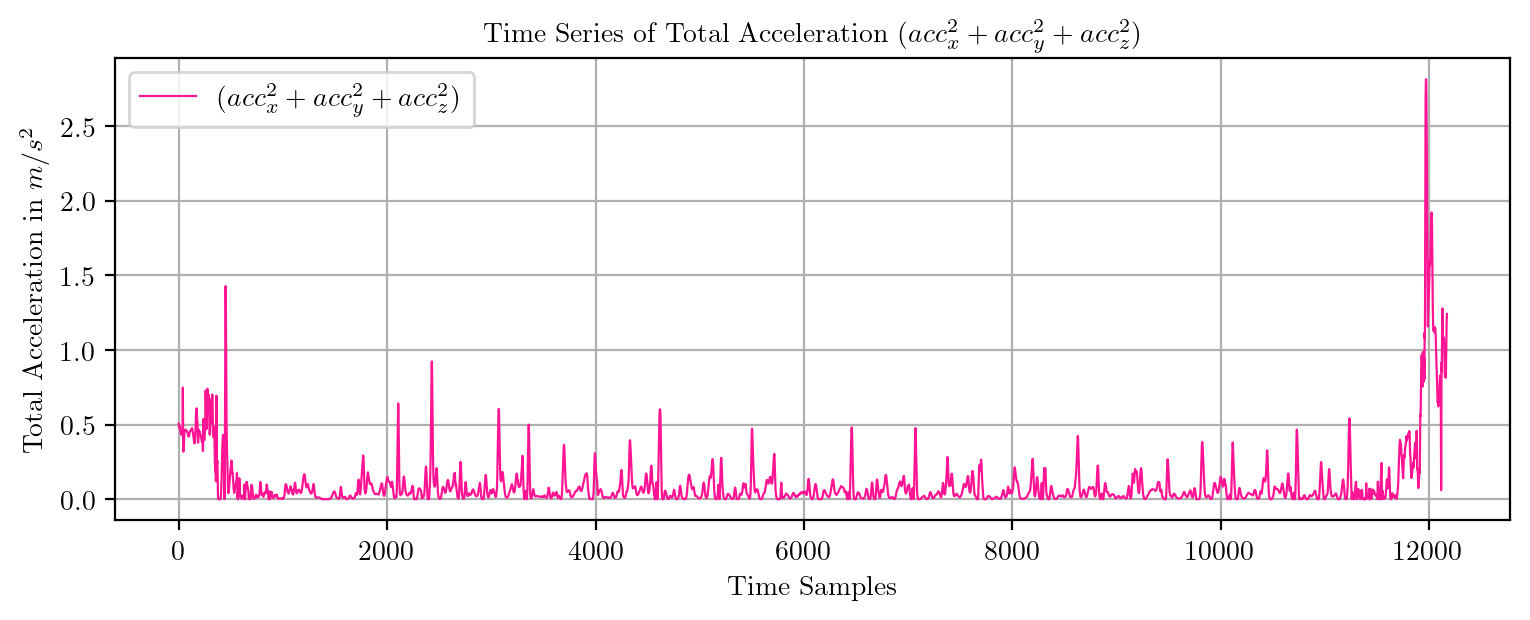 Time Series of Total Acceleration $(acc_x^2 + acc_y^2 + acc_z^2)$
$(acc_x^2 + acc_y^2 + acc_z^2)$
Total Acceleration in $m/s^2$
2.5
2.0
1.5
1.0
0.5
0.0
0 2000 4000 6000 8000 10000 12000
Time Samples